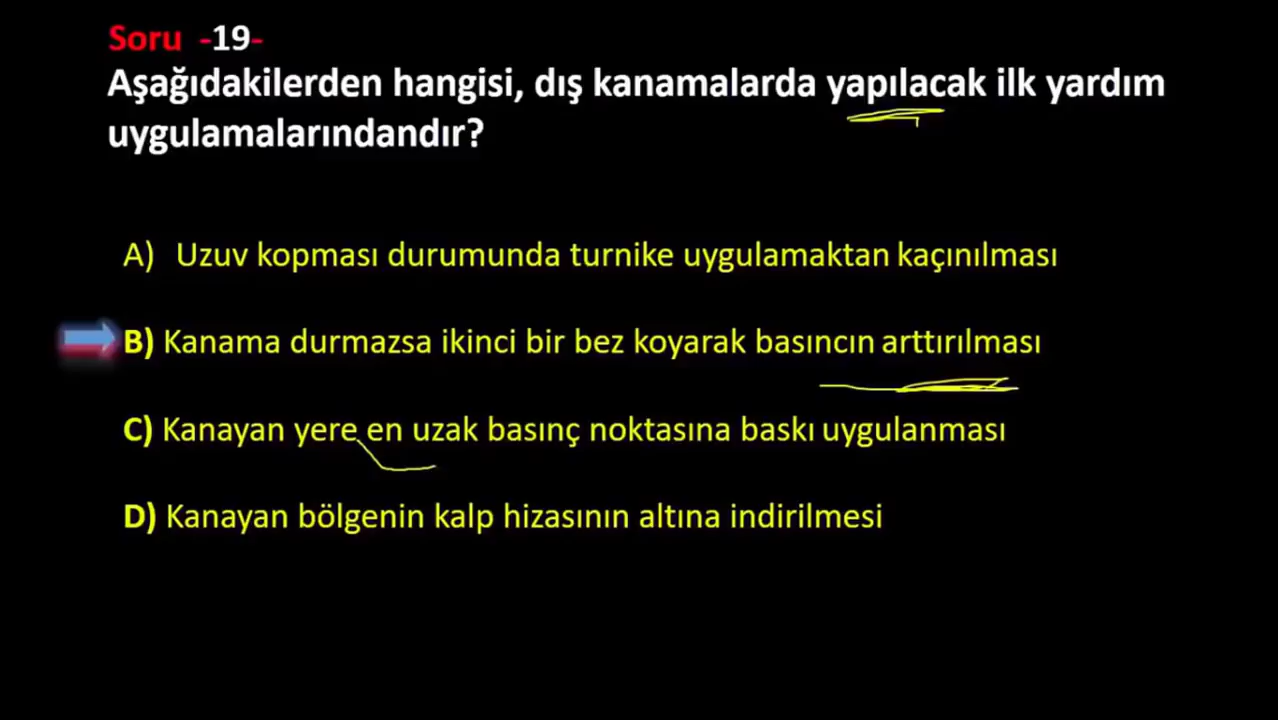 Soru -19-
Aşağıdakilerden hangisi, dış kanamalarda yapılacak ilk yardım
uygulamalarındandır?
A) Uzuv kopması durumunda turnike uygulamaktan kaçınılması
B) Kanama durmazsa ikinci bir bez koyarak basıncın arttırılması
C) Kanayan yere en uzak basınç noktasına baskı uygulanması
D) Kanayan bölgenin kalp hizasının altına indirilmesi